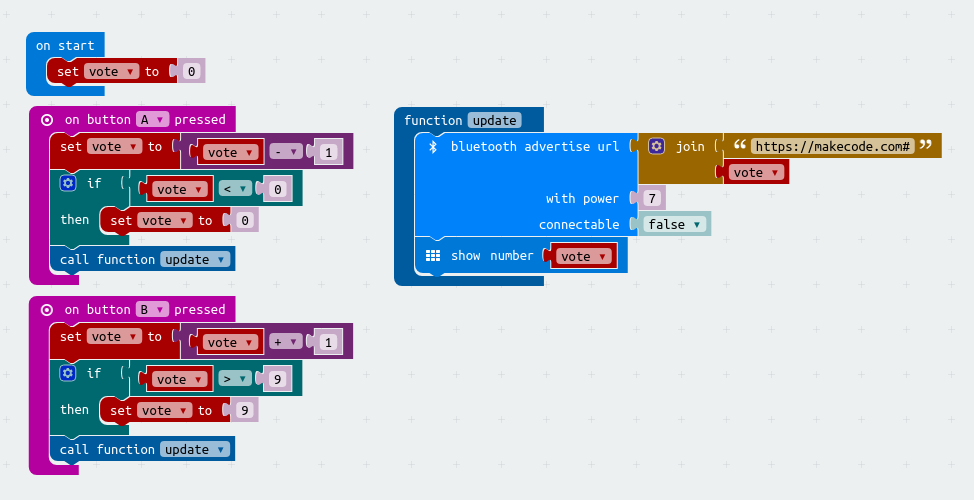 on start
set vote to 0
on button A pressed
set vote to vote - 1
if vote < 0
then set vote to 0
call function update
on button B pressed
set vote to vote + 1
if vote > 9
then set vote to 9
call function update
function update
bluetooth advertise url join “ https://makecode.com# ”
vote
with power 7
connectable false
show number vote